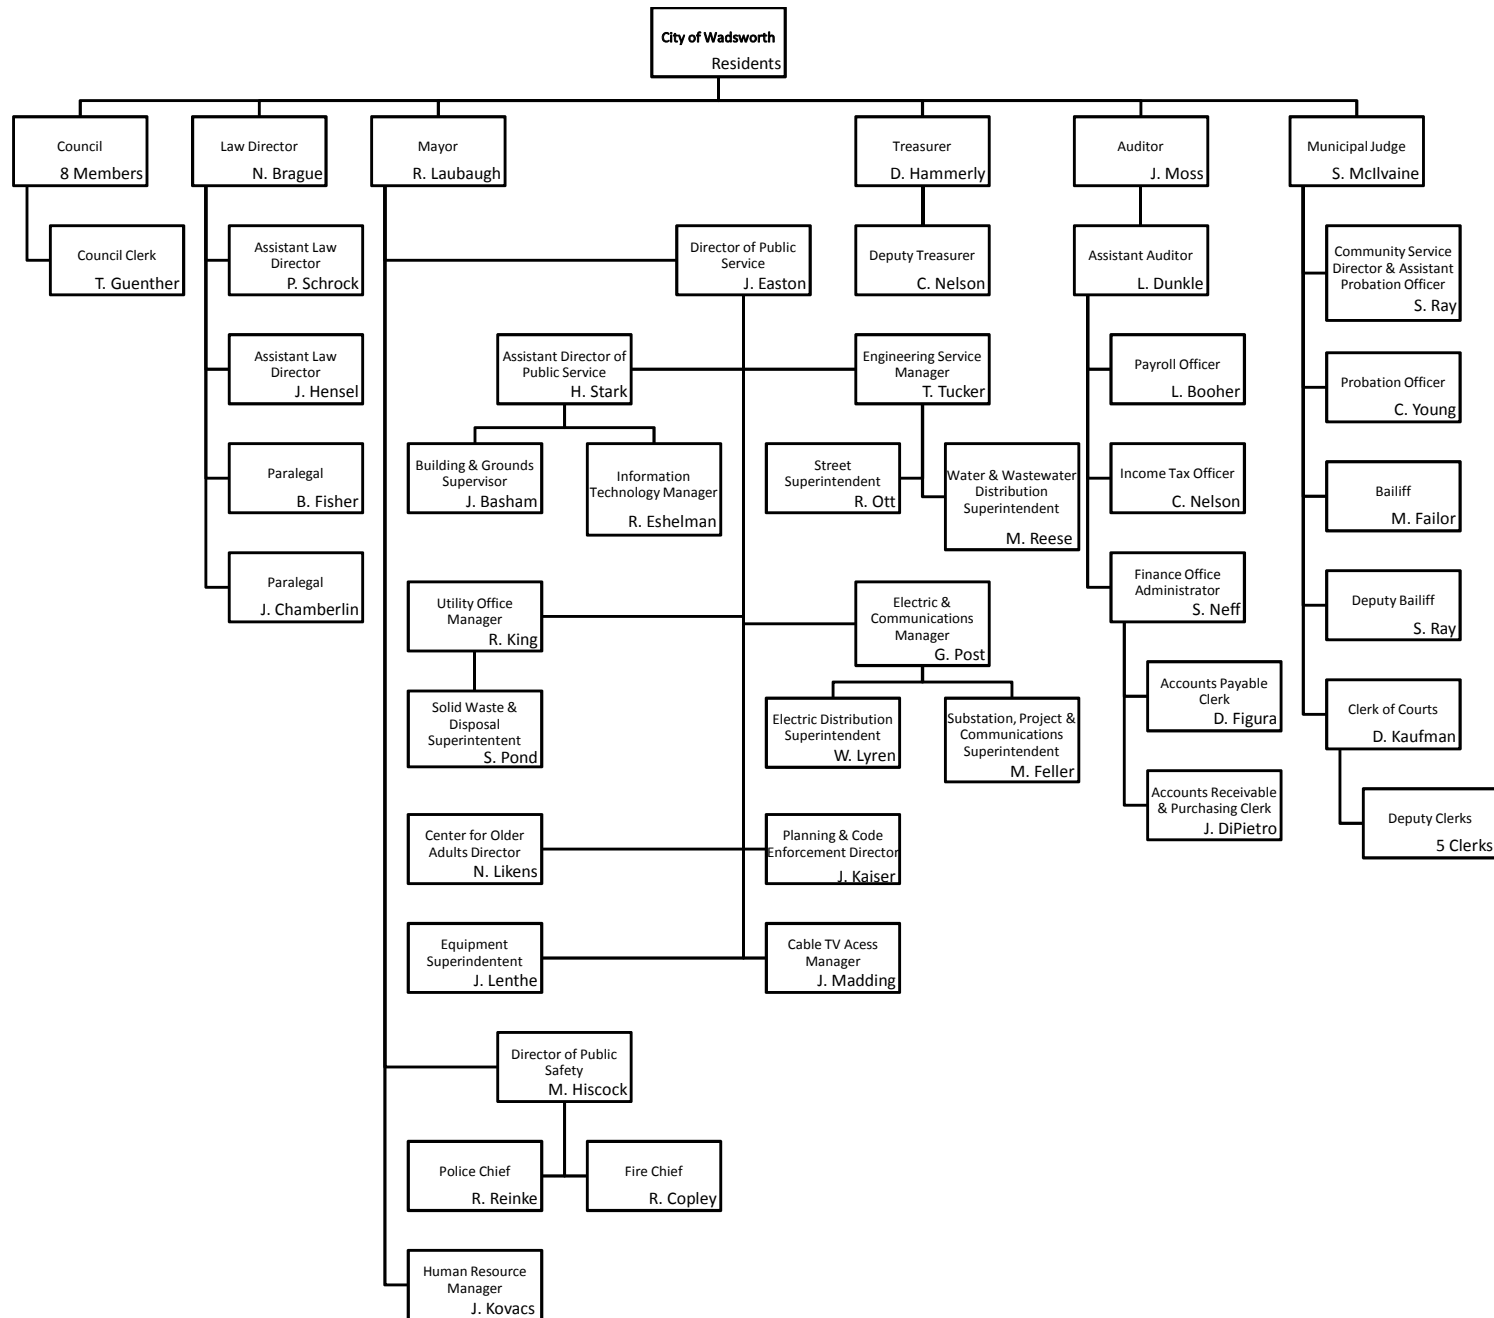 City of Wadsworth
Residents
Council
8 Members
Law Director
N. Brague
Mayor
R. Laubaugh
Treasurer
D. Hammerly
Auditor
J. Moss
Municipal Judge
S. McIlvaine
Council Clerk
T. Guenther
Assistant Law
Director
P. Schrock
Director of Public
Service
J. Easton
Deputy Treasurer
C. Nelson
Assistant Auditor
L. Dunkle
Community Service
Director & Assistant
Probation Officer
S. Ray
Assistant Law
Director
J. Hensel
Assistant Director of
Public Service
H. Stark
Engineering Service
Manager
T. Tucker
Payroll Officer
L. Booher
Probation Officer
C. Young
Paralegal
B. Fisher
Building & Grounds
Supervisor
J. Basham
Information
Technology Manager
R. Eshelman
Street
Superintendent
R. Ott
Water & Wastewater
Distribution
Superintendent
M. Reese
Income Tax Officer
C. Nelson
Bailiff
M. Failor
Paralegal
J. Chamberlin
Utility Office
Manager
R. King
Electric &
Communications
Manager
G. Post
Finance Office
Administrator
S. Neff
Deputy Bailiff
S. Ray
Solid Waste &
Disposal
Superintentent
S. Pond
Electric Distribution
Superintendent
W. Lyren
Substation, Project &
Communications
Superintendent
M. Feller
Accounts Payable
Clerk
D. Figura
Clerk of Courts
D. Kaufman
Accounts Receivable
& Purchasing Clerk
J. DiPietro
Deputy Clerks
5 Clerks
Center for Older
Adults Director
N. Likens
Planning & Code
Enforcement Director
J. Kaiser
Equipment
Superindentent
J. Lenthe
Cable TV Acess
Manager
J. Madding
Director of Public
Safety
M. Hiscock
Police Chief
R. Reinke
Fire Chief
R. Copley
Human Resource
Manager
J. Kovacs